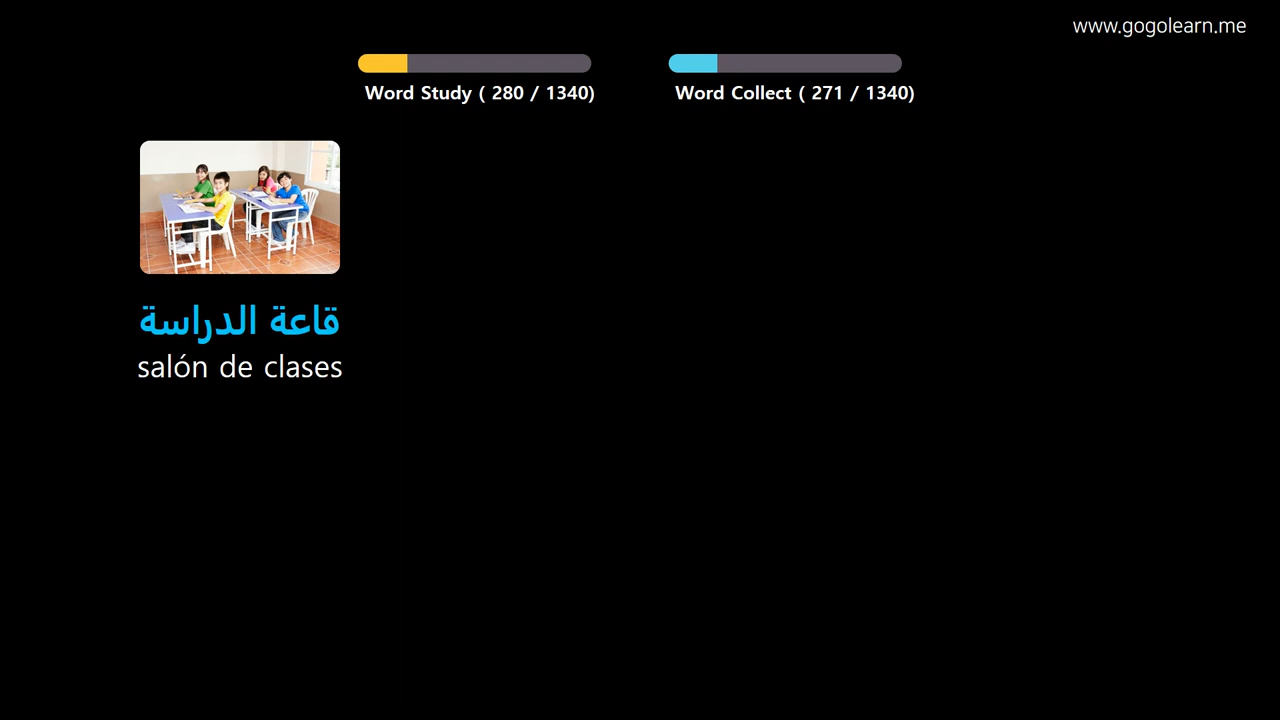 www.gogolearn.me
Word Study ( 280 / 1340)
Word Collect ( 271 / 1340)
قاعة الدراسة
salón de clases